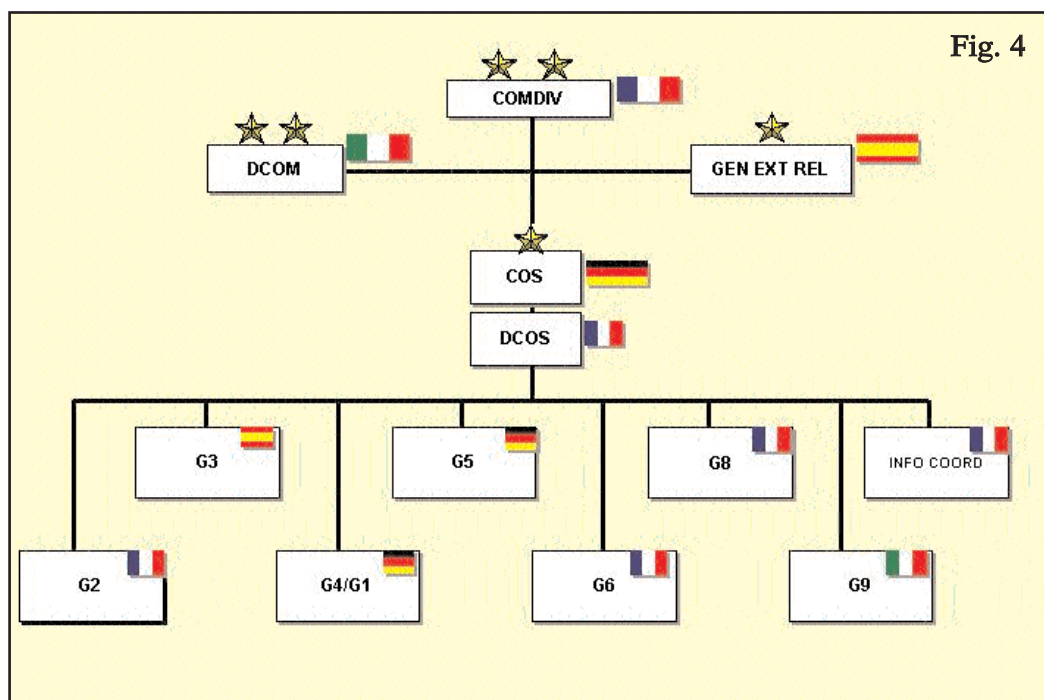 Fig. 4
COMDIV
DCOM
GEN EXT REL
COS
DCOS
G3
G5
G8
INFO COORD
G2
G4/G1
G6
G9